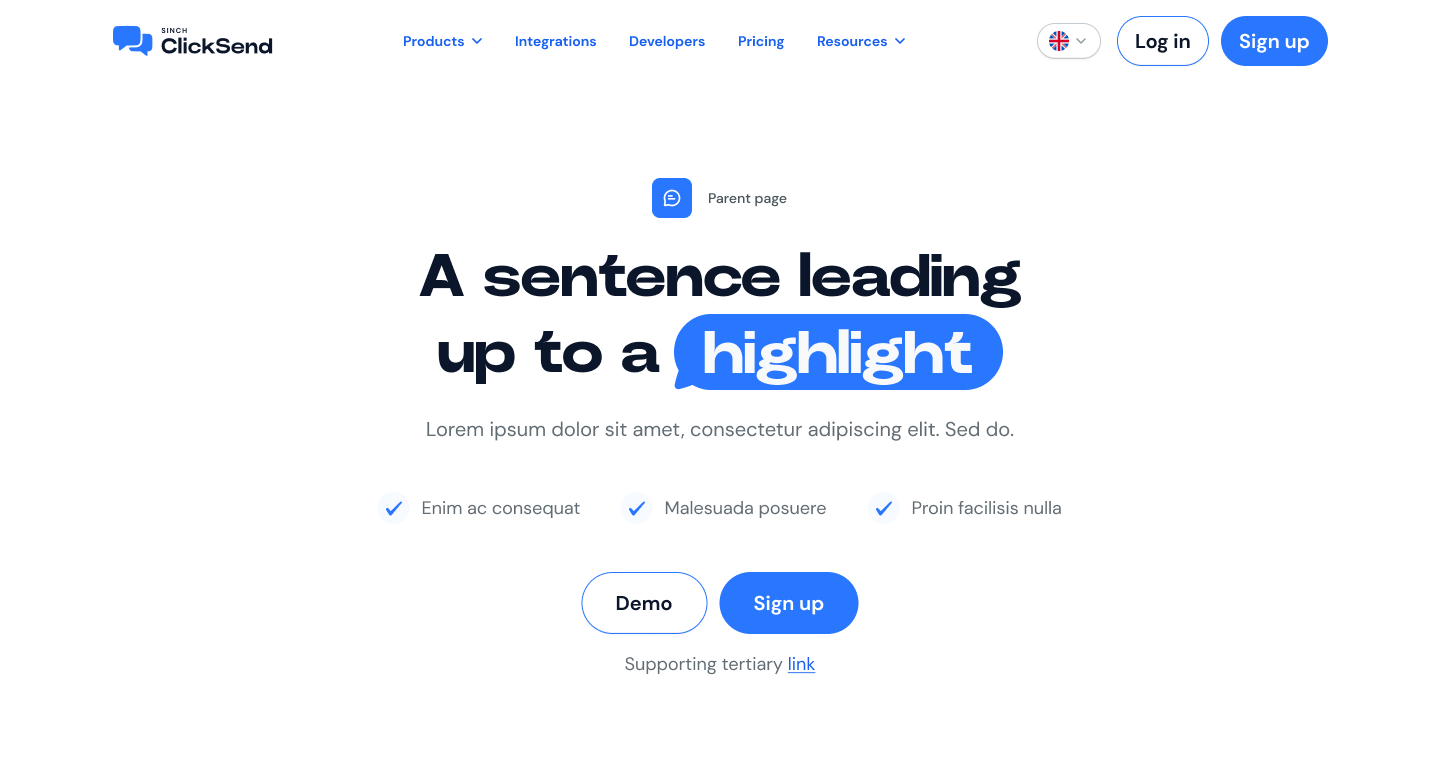 SINCH
ClickSend
Products
Integrations
Developers
Pricing
Resources
Log in
Sign up
Parent page
A sentence leading
up to a highlight
Lorem ipsum dolor sit amet, consectetur adipiscing elit. Sed do.
Enim ac consequat
Malesuada posuere
Proin facilisis nulla
Demo
Sign up
Supporting tertiary link